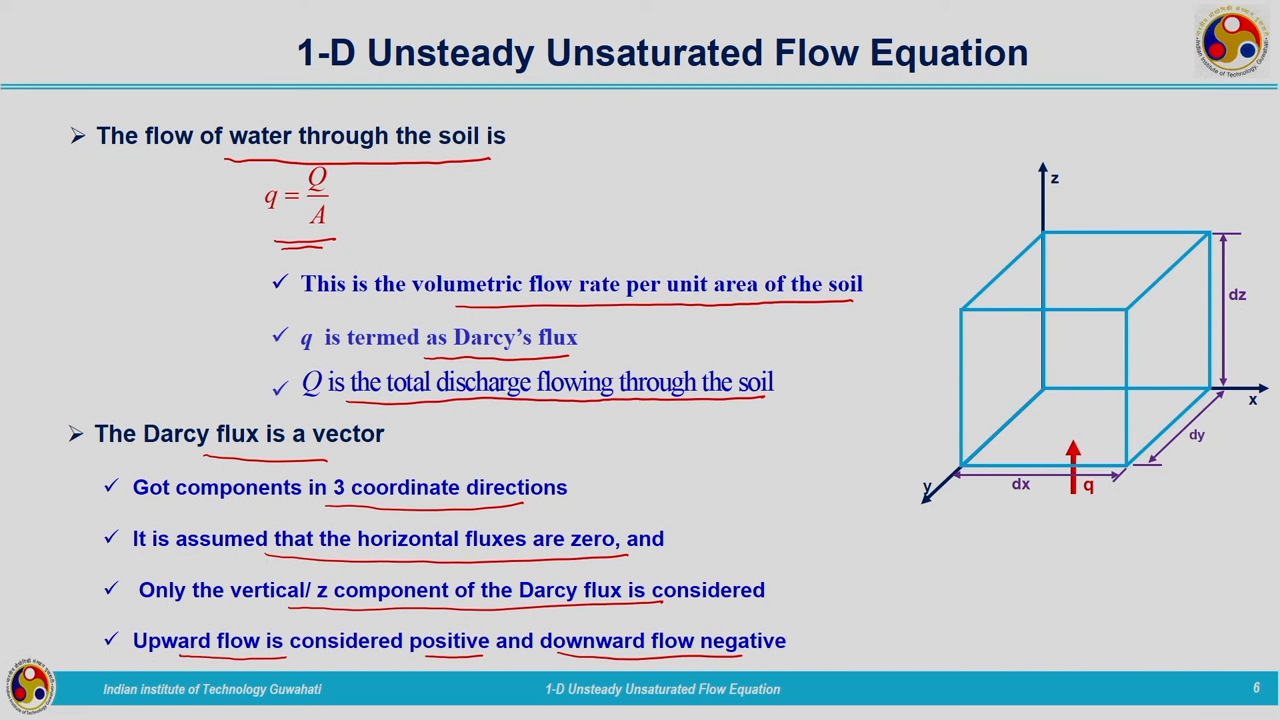 1-D Unsteady Unsaturated Flow Equation
➢ The flow of water through the soil is
q = Q/A
✓ This is the volumetric flow rate per unit area of the soil
✓ q is termed as Darcy’s flux
✓ Q is the total discharge flowing through the soil
➢ The Darcy flux is a vector
✓ Got components in 3 coordinate directions
✓ It is assumed that the horizontal fluxes are zero, and
✓ Only the vertical/ z component of the Darcy flux is considered
✓ Upward flow is considered positive and downward flow negative
z
dz
x
dy
y
dx
q
Indian institute of Technology Guwahati
1-D Unsteady Unsaturated Flow Equation
6